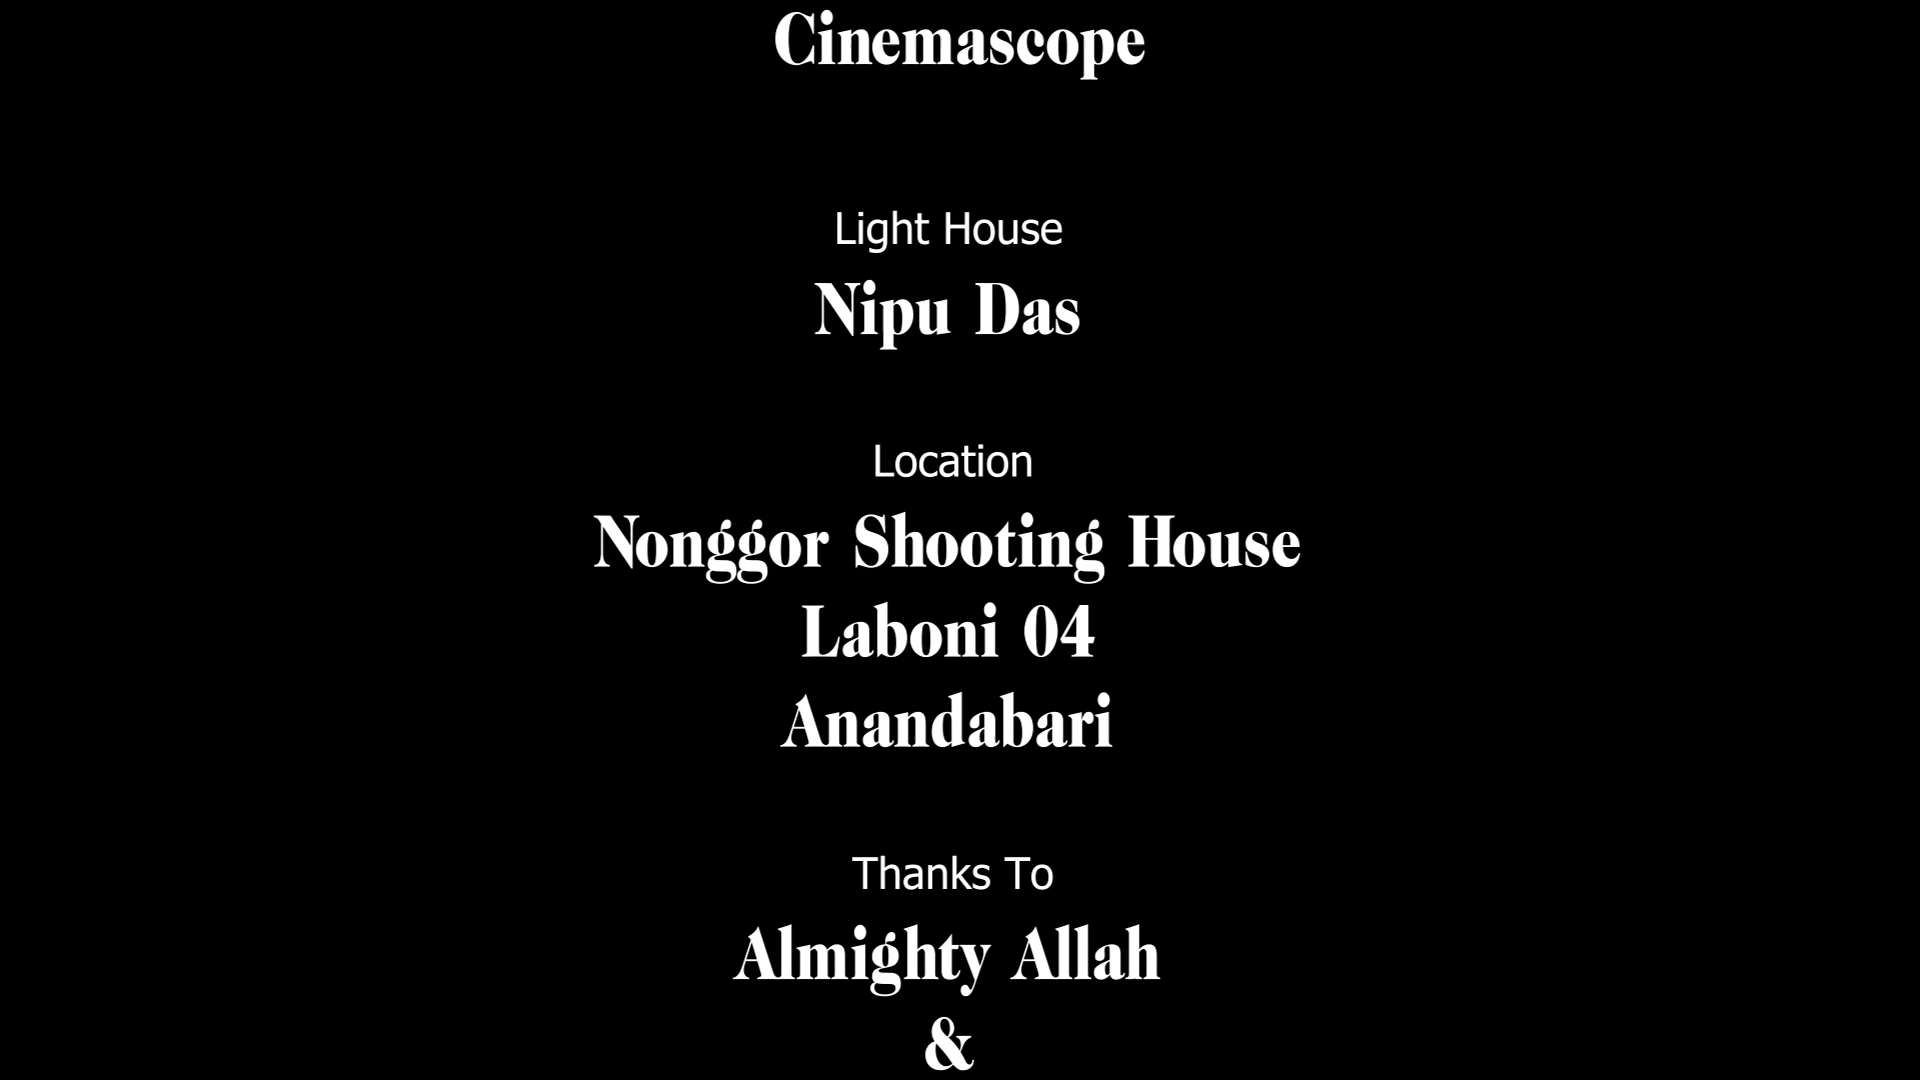 Cinemascope
Light House
Nipu Das
Location
Nonggor Shooting House
Laboni 04
Anandabari
Thanks To
Almighty Allah
&